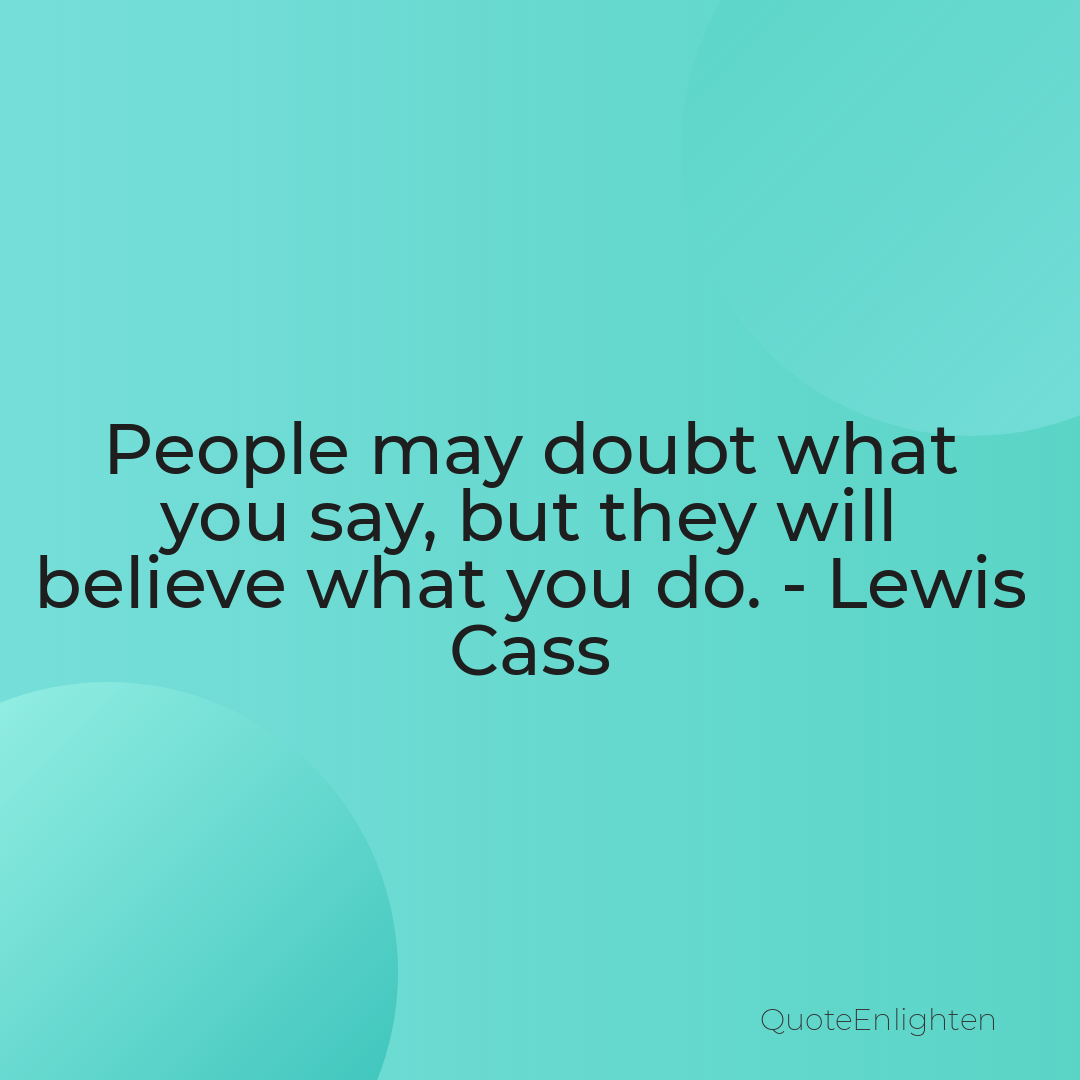 People may doubt what
you say, but they will
believe what you do. - Lewis
Cass
QuoteEnlighten